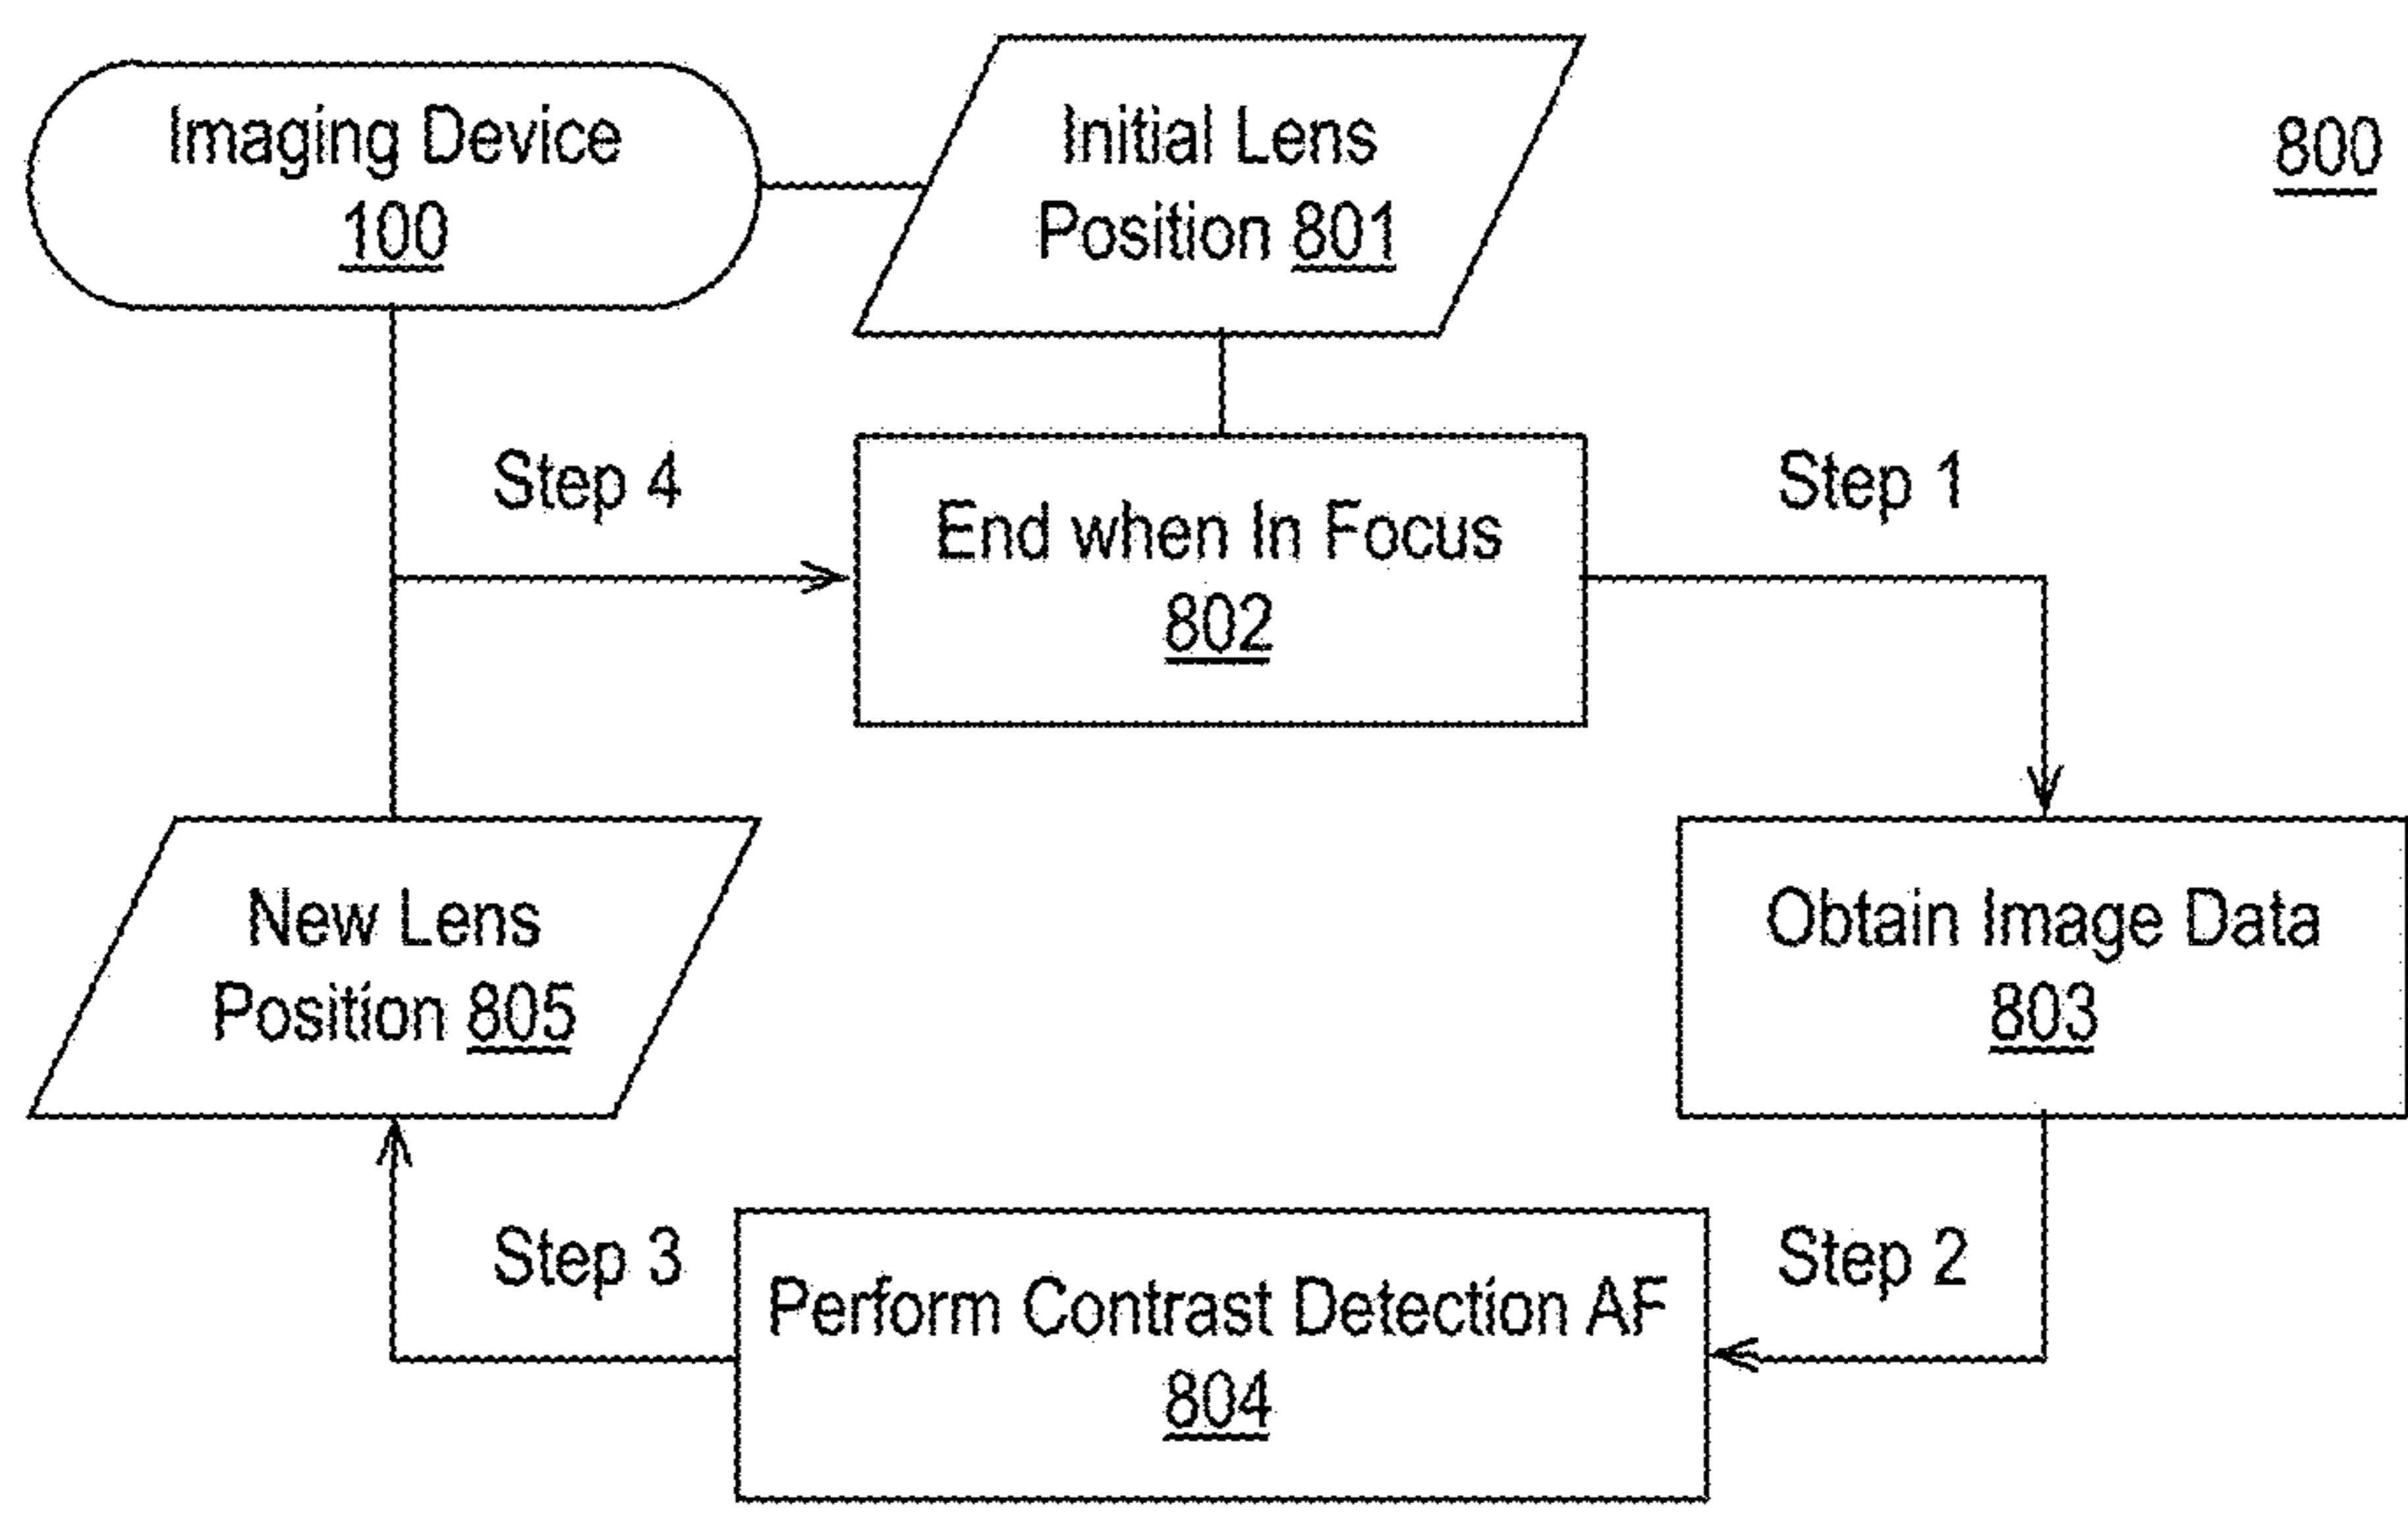 Imaging Device
100
Initial Lens
Position 801
800
Step 4
End when In Focus
802
Step 1
New Lens
Position 805
Obtain Image Data
803
Step 3
Perform Contrast Detection AF
804
Step 2